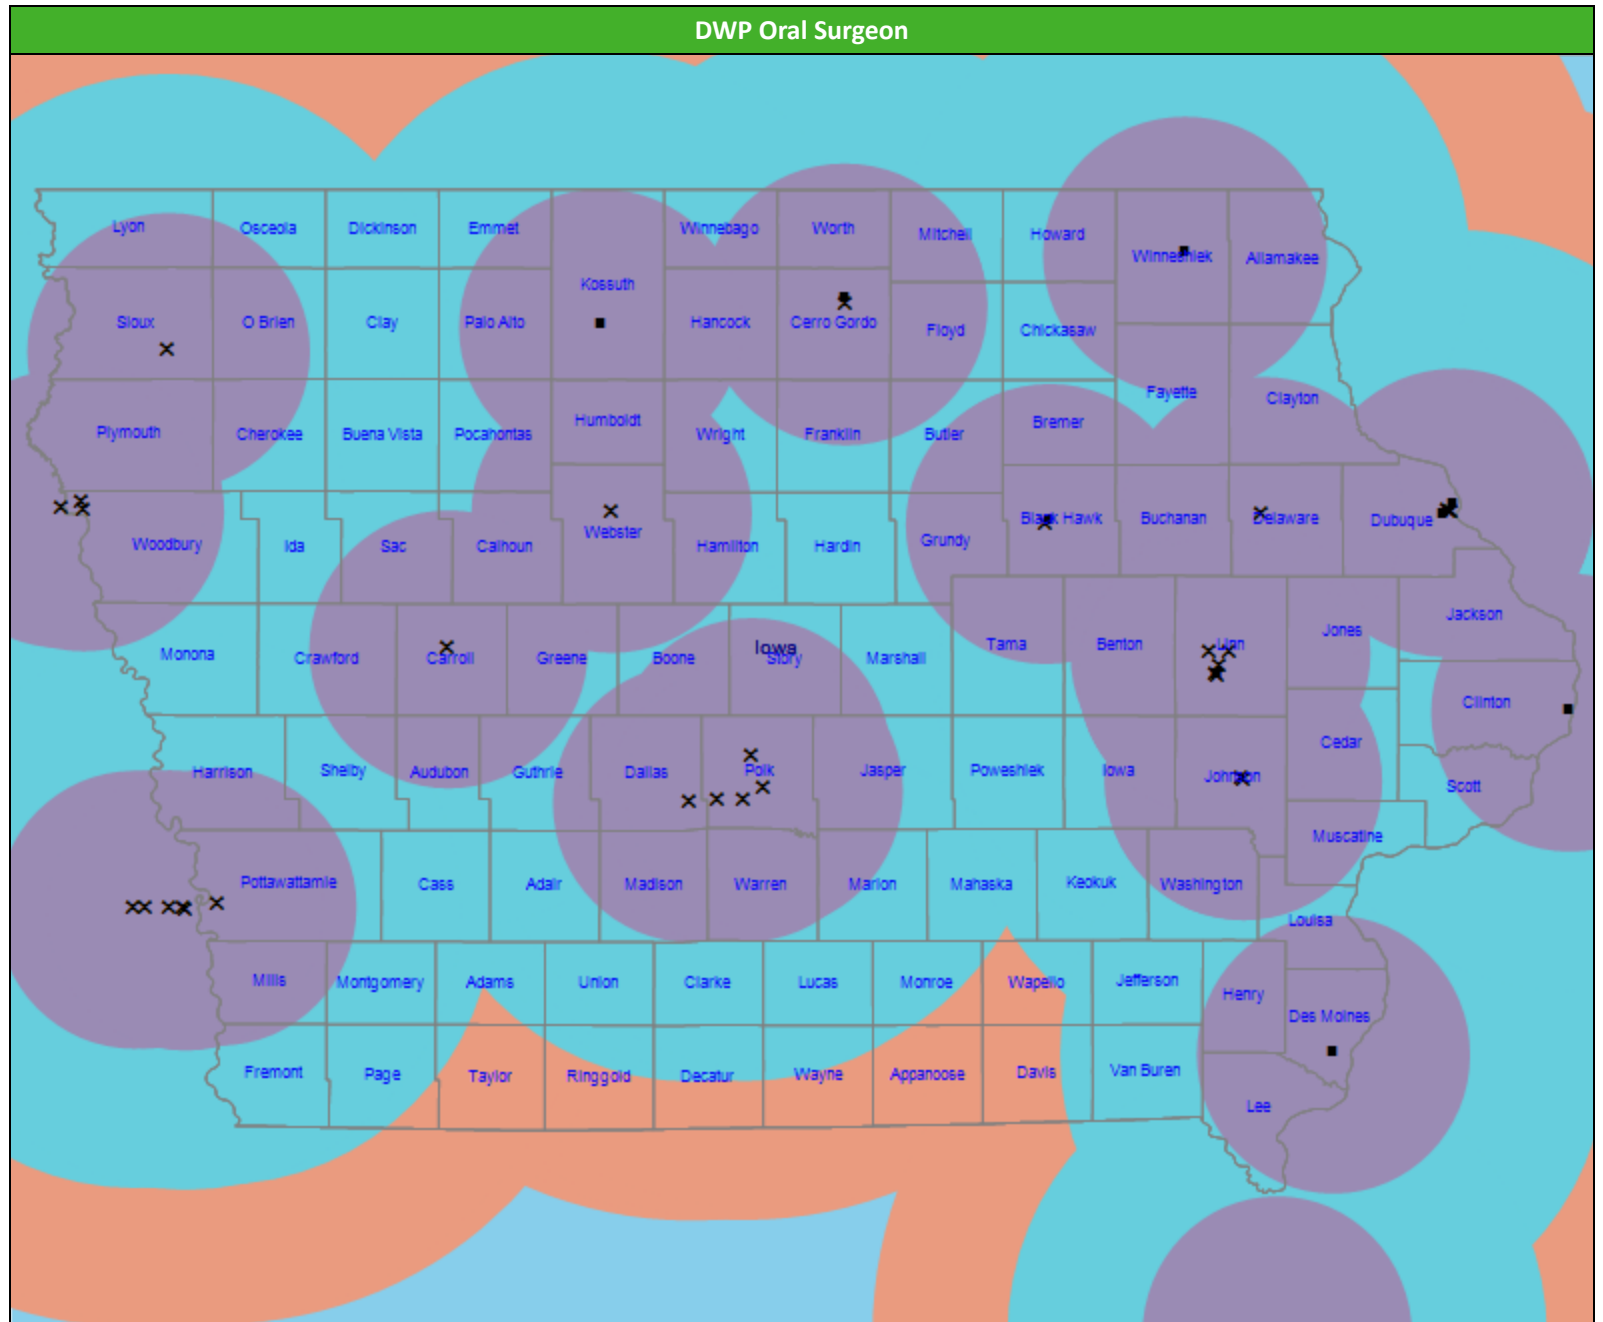 DWP Oral Surgeon
Lyon
Osceola
Dickinson
Emmet
Winnebago
Worth
Mitchell
Howard
Winneshiek
Allamakee
Kossuth
Sioux
O Brien
Clay
Palo Alto
Hancock
Cerro Gordo
Floyd
Chickasaw
Plymouth
Cherokee
Buena Vista
Pocahontas
Humboldt
Wright
Franklin
Butler
Bremer
Fayette
Clayton
Woodbury
Ida
Sac
Calhoun
Webster
Hamilton
Hardin
Grundy
Black Hawk
Buchanan
Delaware
Dubuque
Jackson
Monona
Crawford
Carroll
Greene
Boone
Iowa
Story
Marshall
Tama
Benton
Linn
Jones
Clinton
Harrison
Shelby
Audubon
Guthrie
Dallas
Polk
Jasper
Poweshiek
Iowa
Johnson
Cedar
Scott
Muscatine
Pottawattamie
Cass
Adair
Madison
Warren
Marion
Mahaska
Keokuk
Washington
Louisa
Mills
Montgomery
Adams
Union
Clarke
Lucas
Monroe
Wapello
Jefferson
Henry
Des Moines
Fremont
Page
Taylor
Ringgold
Decatur
Wayne
Appanoose
Davis
Van Buren
Lee